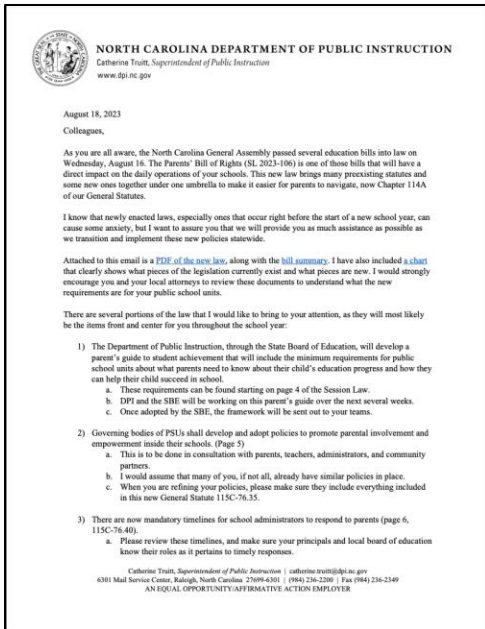 NORTH CAROLINA DEPARTMENT OF PUBLIC INSTRUCTION
Catherine Truitt, Superintendent of Public Instruction
www.dpi.nc.gov
August 18, 2023
Colleagues,
As you are all aware, the North Carolina General Assembly passed several education bills into law on
Wednesday, August 16. The Parents' Bill of Rights (SL 2023-106) is one of those bills that will have a
direct impact on the daily operations of your schools. This new law brings many preexisting statutes and
some new ones together under one umbrella to make it easier for parents to navigate, now Chapter 114A
of our General Statutes.
I know that newly enacted laws, especially ones that occur right before the start of a new school year, can
cause some anxiety, but I want to assure you that we will provide you as much assistance as possible as
we transition and implement these new policies statewide.
Attached to this email is a PDF of the new law, along with the bill summary. I have also included a chart
that clearly shows what pieces of the legislation currently exist and what pieces are new. I would strongly
encourage you and your local attorneys to review these documents to understand what the new
requirements are for your public school units.
There are several portions of the law that I would like to bring to your attention, as they will most likely
be the items front and center for you throughout the school year:
1) The Department of Public Instruction, through the State Board of Education, will develop a
parent's guide to student achievement that will include the minimum requirements for public
school units about what parents need to know about their child's education progress and how they
can help their child succeed in school.
a. These requirements can be found starting on page 4 of the Session Law.
b. DPI and the SBE will be working on this parent's guide over the next several weeks.
c. Once adopted by the SBE, the framework will be sent out to your teams.
2) Governing bodies of PSUs shall develop and adopt policies to promote parental involvement and
empowerment inside their schools. (Page 5)
a. This is to be done in consultation with parents, teachers, administrators, and community
partners.
b. I would assume that many of you, if not all, already have similar policies in place.
c. When you are refining your policies, please make sure they include everything included
in this new General Statute 115C-76.35.
3) There are now mandatory timelines for school administrators to respond to parents (page 6,
115C-76.40).
a. Please review these timelines, and make sure your principals and local board of education
know their roles as it pertains to timely responses.
Catherine Truitt, Superintendent of Public Instruction | catherine.truitt@dpi.nc.gov
6301 Mail Service Center, Raleigh, North Carolina 27699-6301 | (984) 236-2200 | Fax (984) 236-2349
AN EQUAL OPPORTUNITY/AFFIRMATIVE ACTION EMPLOYER